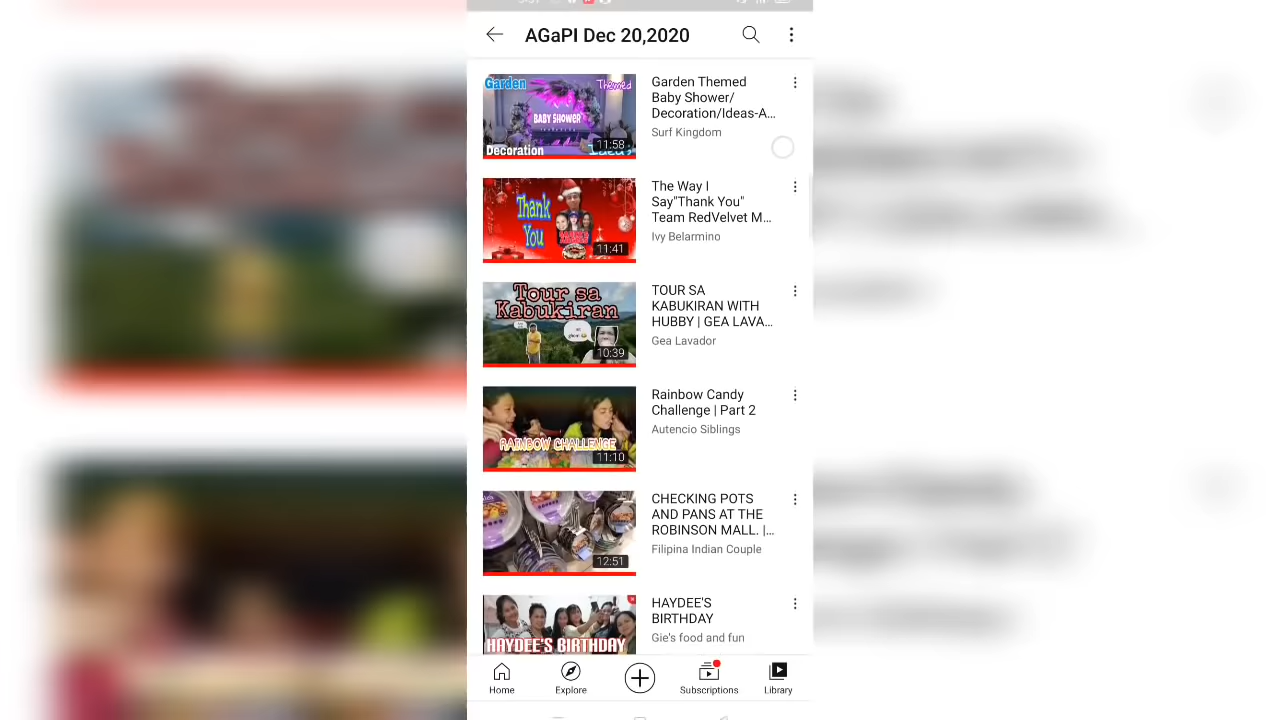 AGaPI Dec 20,2020
Garden
Themed
BABY SHOWER
11:58
Decoration
Ideas
Garden Themed
Baby Shower/
Decoration/Ideas-A...
Surf Kingdom
Thank
You
11:41
The Way I
Say"Thank You"
Team RedVelvet M...
Ivy Belarmino
Tour sa
Kabukiran
10:39
TOUR SA
KABUKIRAN WITH
HUBBY | GEA LAVA...
Gea Lavador
RAINBOW CHALLENGE
11:10
Rainbow Candy
Challenge | Part 2
Autencio Siblings
12:51
CHECKING POTS
AND PANS AT THE
ROBINSON MALL. |...
Filipina Indian Couple
HAYDEE'S BIRTHDAY
HAYDEE'S
BIRTHDAY
Gie's food and fun
Home
Explore
Subscriptions
Library